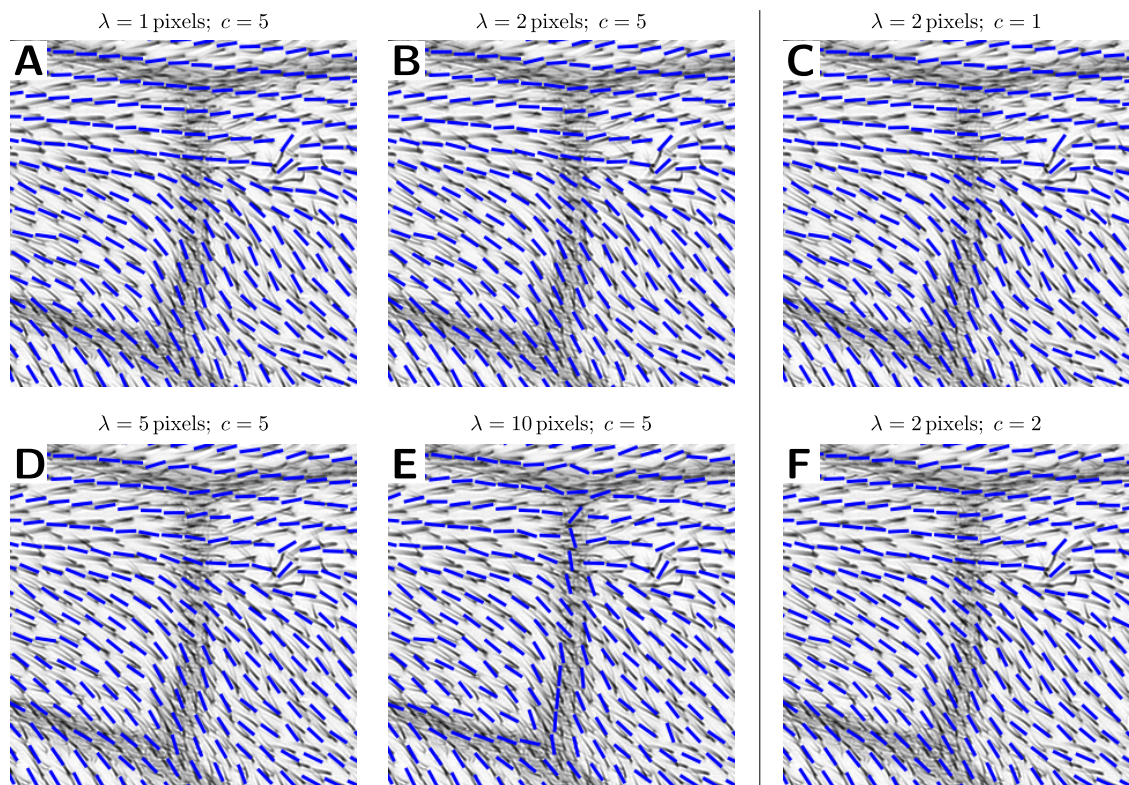 λ = 1 pixels; c = 5
A
λ = 2 pixels; c = 5
B
λ = 2 pixels; c = 1
C
λ = 5 pixels; c = 5
D
λ = 10 pixels; c = 5
E
λ = 2 pixels; c = 2
F